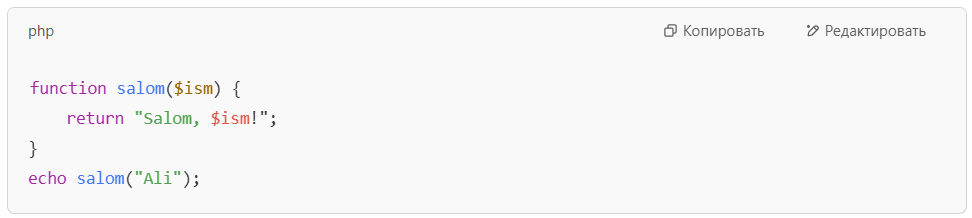 php Копировать Редактировать
function salom($ism) {
    return "Salom, $ism!";
}
echo salom("Ali");